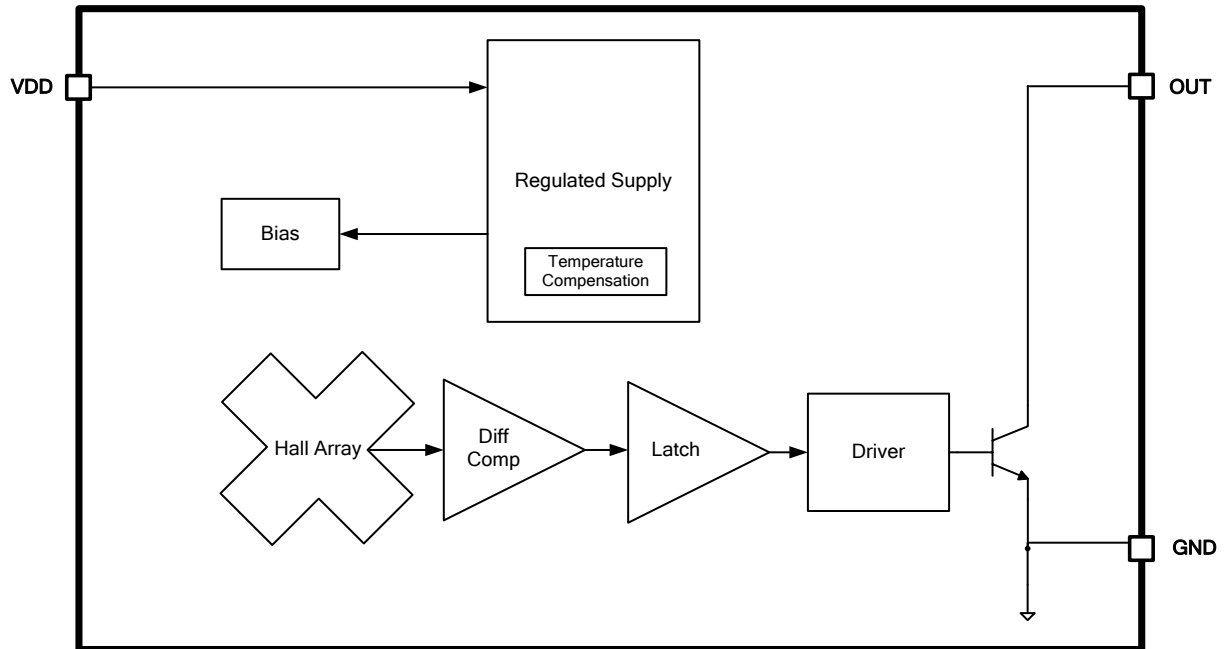 VDD
OUT
Regulated Supply
Bias
Temperature
Compensation
Hall Array
Diff
Comp
Latch
Driver
GND